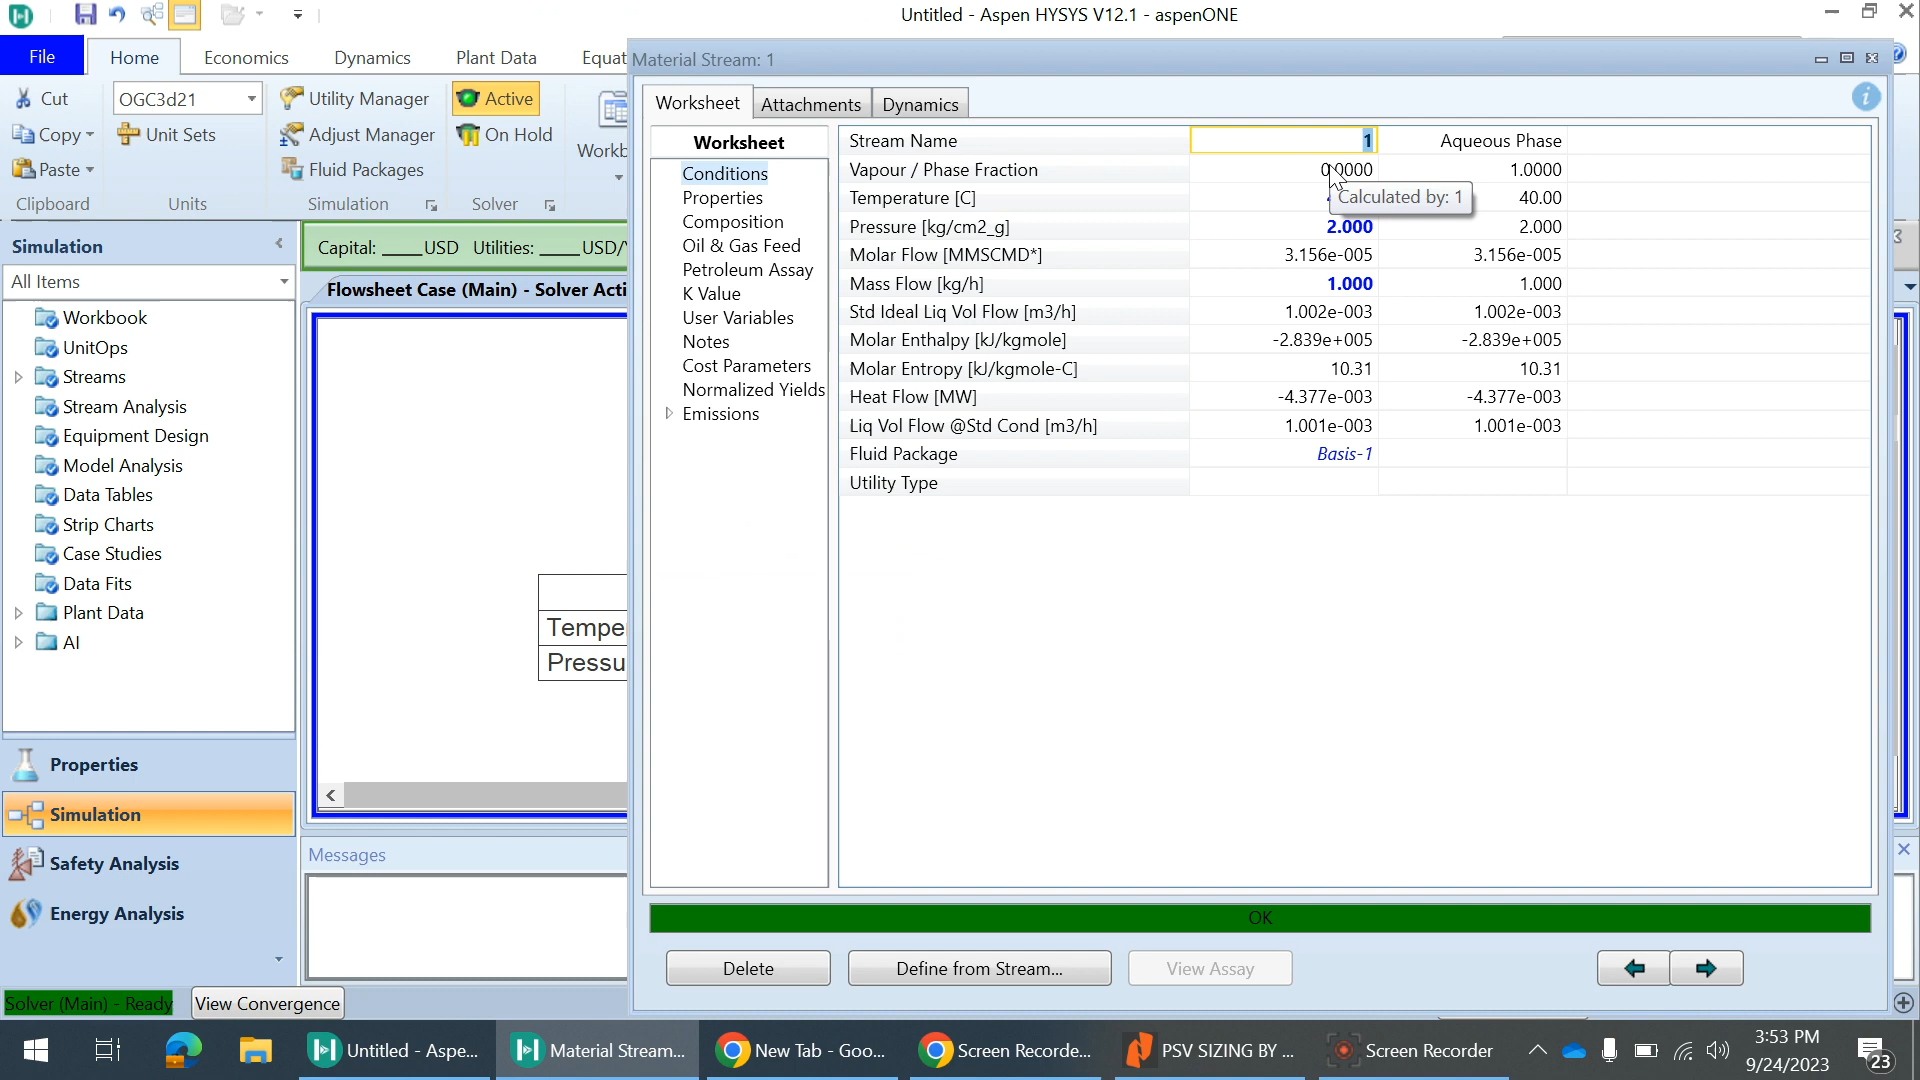 Untitled - Aspen HYSYS V12.1 - aspenONE
File
Home
Economics
Dynamics
Plant Data
Equat
Cut
Copy
Paste
Clipboard
OGC3d21
Unit Sets
Units
Utility Manager
Adjust Manager
Fluid Packages
Simulation
Active
On Hold
Solver
Workb
Simulation
All Items
Workbook
UnitOps
Streams
Stream Analysis
Equipment Design
Model Analysis
Data Tables
Strip Charts
Case Studies
Data Fits
Plant Data
AI
Properties
Simulation
Safety Analysis
Energy Analysis
Capital: ____USD Utilities: ____USD/
Flowsheet Case (Main) - Solver Acti
Temper
Pressu
Messages
Material Stream: 1
Worksheet
Attachments
Dynamics
Worksheet
Conditions
Properties
Composition
Oil & Gas Feed
Petroleum Assay
K Value
User Variables
Notes
Cost Parameters
Normalized Yields
Emissions
Stream Name 1 Aqueous Phase
Vapour / Phase Fraction 0.0000 1.0000
Calculated by: 1
Temperature [C] 40.00
Pressure [kg/cm2_g] 2.000 2.000
Molar Flow [MMSCMD*] 3.156e-005 3.156e-005
Mass Flow [kg/h] 1.000 1.000
Std Ideal Liq Vol Flow [m3/h] 1.002e-003 1.002e-003
Molar Enthalpy [kJ/kgmole] -2.839e+005 -2.839e+005
Molar Entropy [kJ/kgmole-C] 10.31 10.31
Heat Flow [MW] -4.377e-003 -4.377e-003
Liq Vol Flow @Std Cond [m3/h] 1.001e-003 1.001e-003
Fluid Package Basis-1
Utility Type
OK
Delete
Define from Stream...
View Assay
Solver (Main) - Ready
View Convergence
Untitled - Aspe...
Material Stream...
New Tab - Goo...
Screen Recorde...
PSV SIZING BY ...
Screen Recorder
3:53 PM
9/24/2023
23